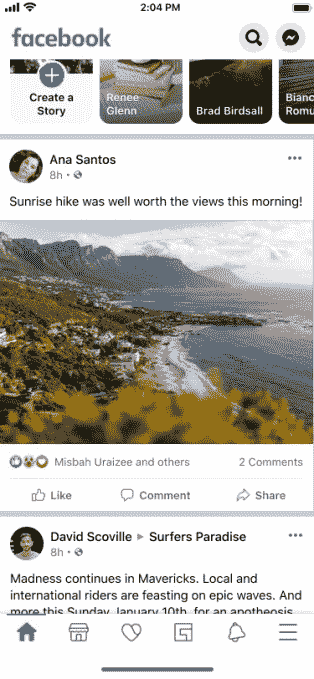 2:04 PM
facebook
Create a
Story
Renee
Glenn
Brad Birdsall
Bianc
Romu
Ana Santos
8h •
Sunrise hike was well worth the views this morning!
Misbah Uraizee and others
2 Comments
Like
Comment
Share
David Scoville ▶ Surfers Paradise
8h •
Madness continues in Mavericks. Local and
international riders are feasting on epic waves. And
more this Sunday, January 10th, for an apotheosis